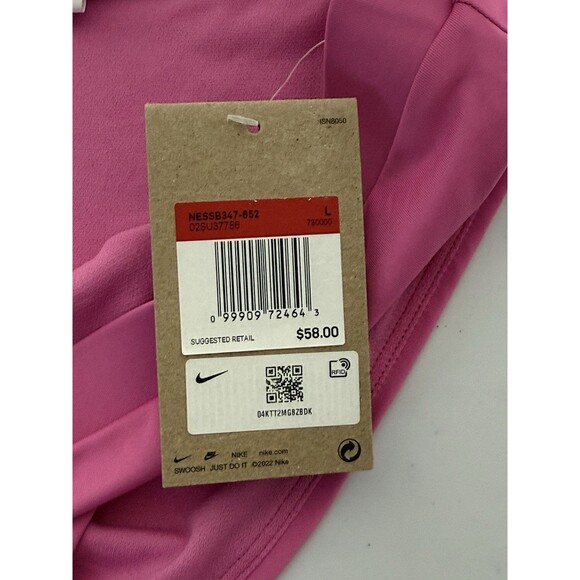 ISN8050
NESSB347-652 L
02SU37758 790000
0 99909 72464 3
SUGGESTED RETAIL $58.00
RFID
04KTT2MG8ZBDK
NIKE nike.com
SWOOSH JUST DO IT ©2022 Nike